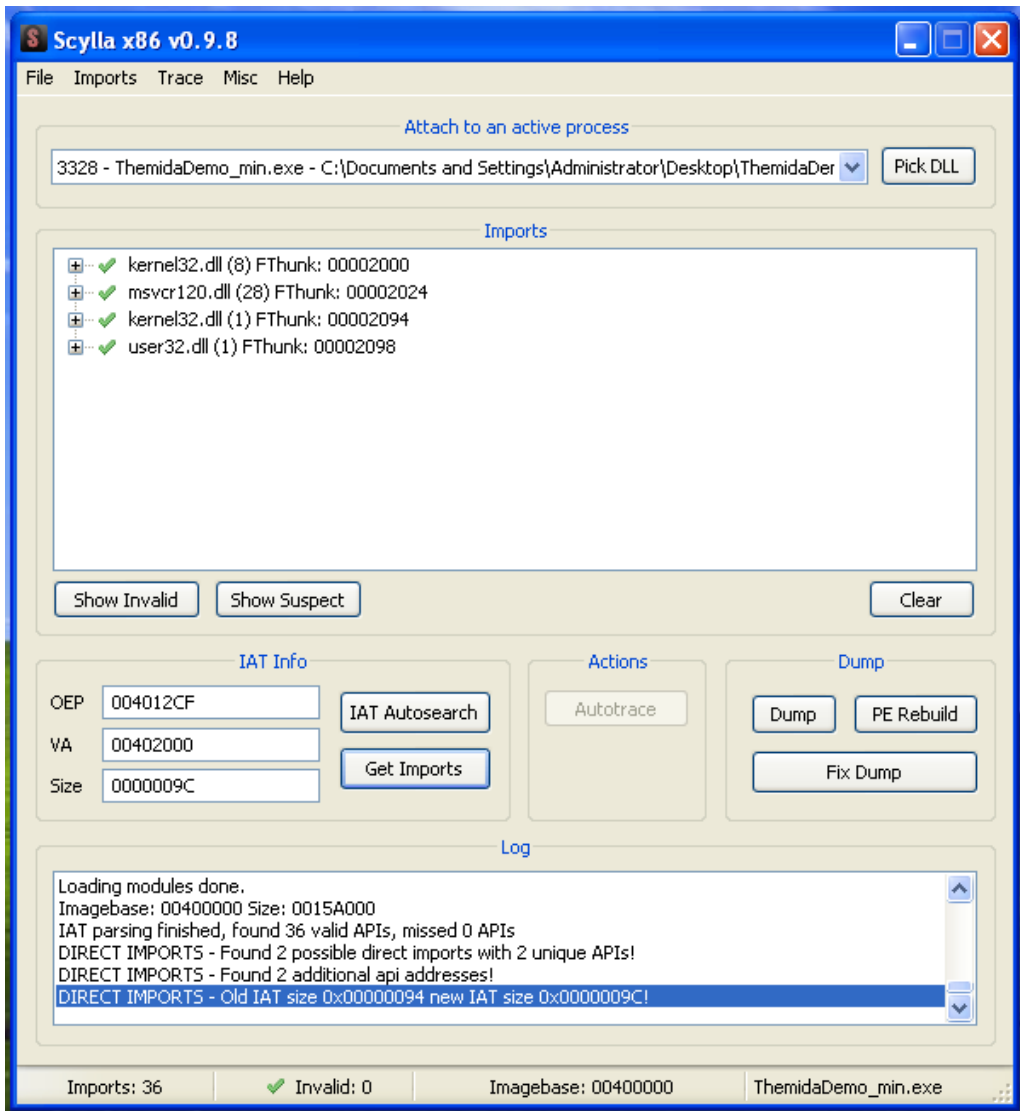 S Scylla x86 v0.9.8
File Imports Trace Misc Help
Attach to an active process
3328 - ThemidaDemo_min.exe - C:\Documents and Settings\Administrator\Desktop\ThemidaDer
Pick DLL
Imports
kernel32.dll (8) FThunk: 00002000
msvcr120.dll (28) FThunk: 00002024
kernel32.dll (1) FThunk: 00002094
user32.dll (1) FThunk: 00002098
Show Invalid Show Suspect Clear
IAT Info
OEP 004012CF
VA 00402000
Size 0000009C
IAT Autosearch
Get Imports
Actions
Autotrace
Dump
Dump PE Rebuild
Fix Dump
Log
Loading modules done.
Imagebase: 00400000 Size: 0015A000
IAT parsing finished, found 36 valid APIs, missed 0 APIs
DIRECT IMPORTS - Found 2 possible direct imports with 2 unique APIs!
DIRECT IMPORTS - Found 2 additional api addresses!
DIRECT IMPORTS - Old IAT size 0x00000094 new IAT size 0x0000009C!
Imports: 36 Invalid: 0 Imagebase: 00400000 ThemidaDemo_min.exe